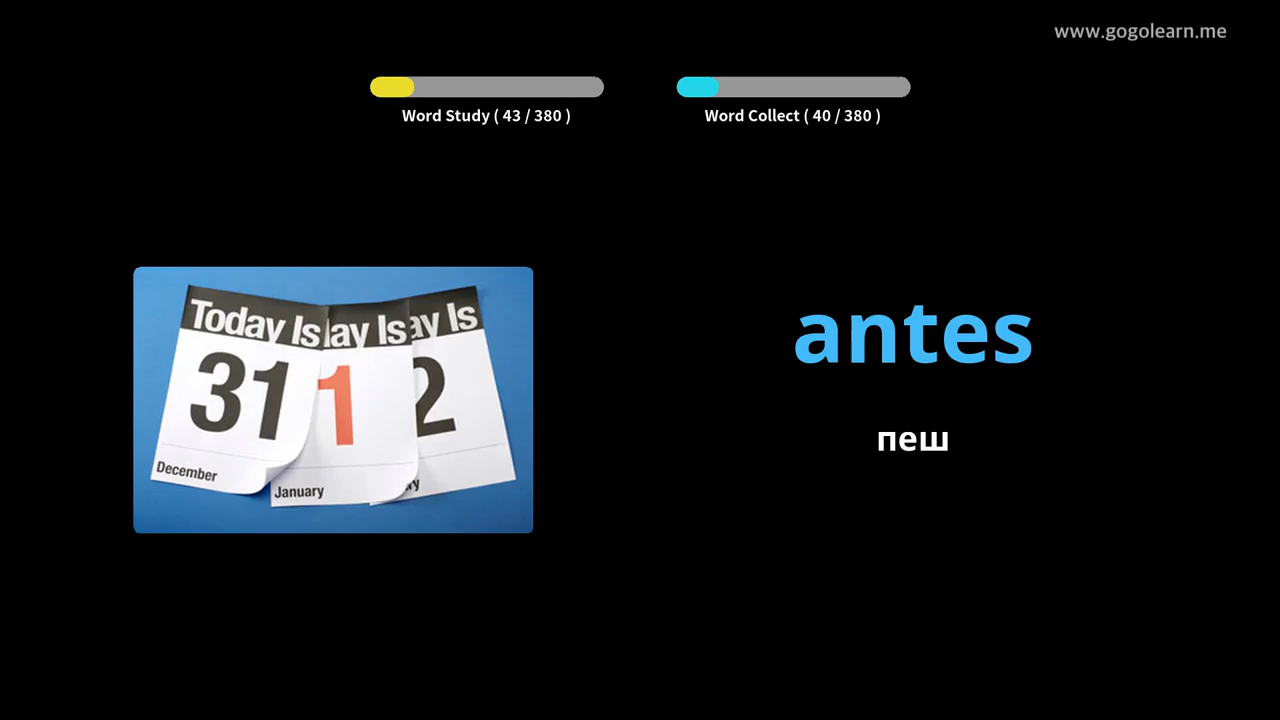 www.gogolearn.me
Word Study ( 43 / 380 )
Word Collect ( 40 / 380 )
Today Is
31
December
ay Is
1
January
ay Is
2
ry
antes
пеш